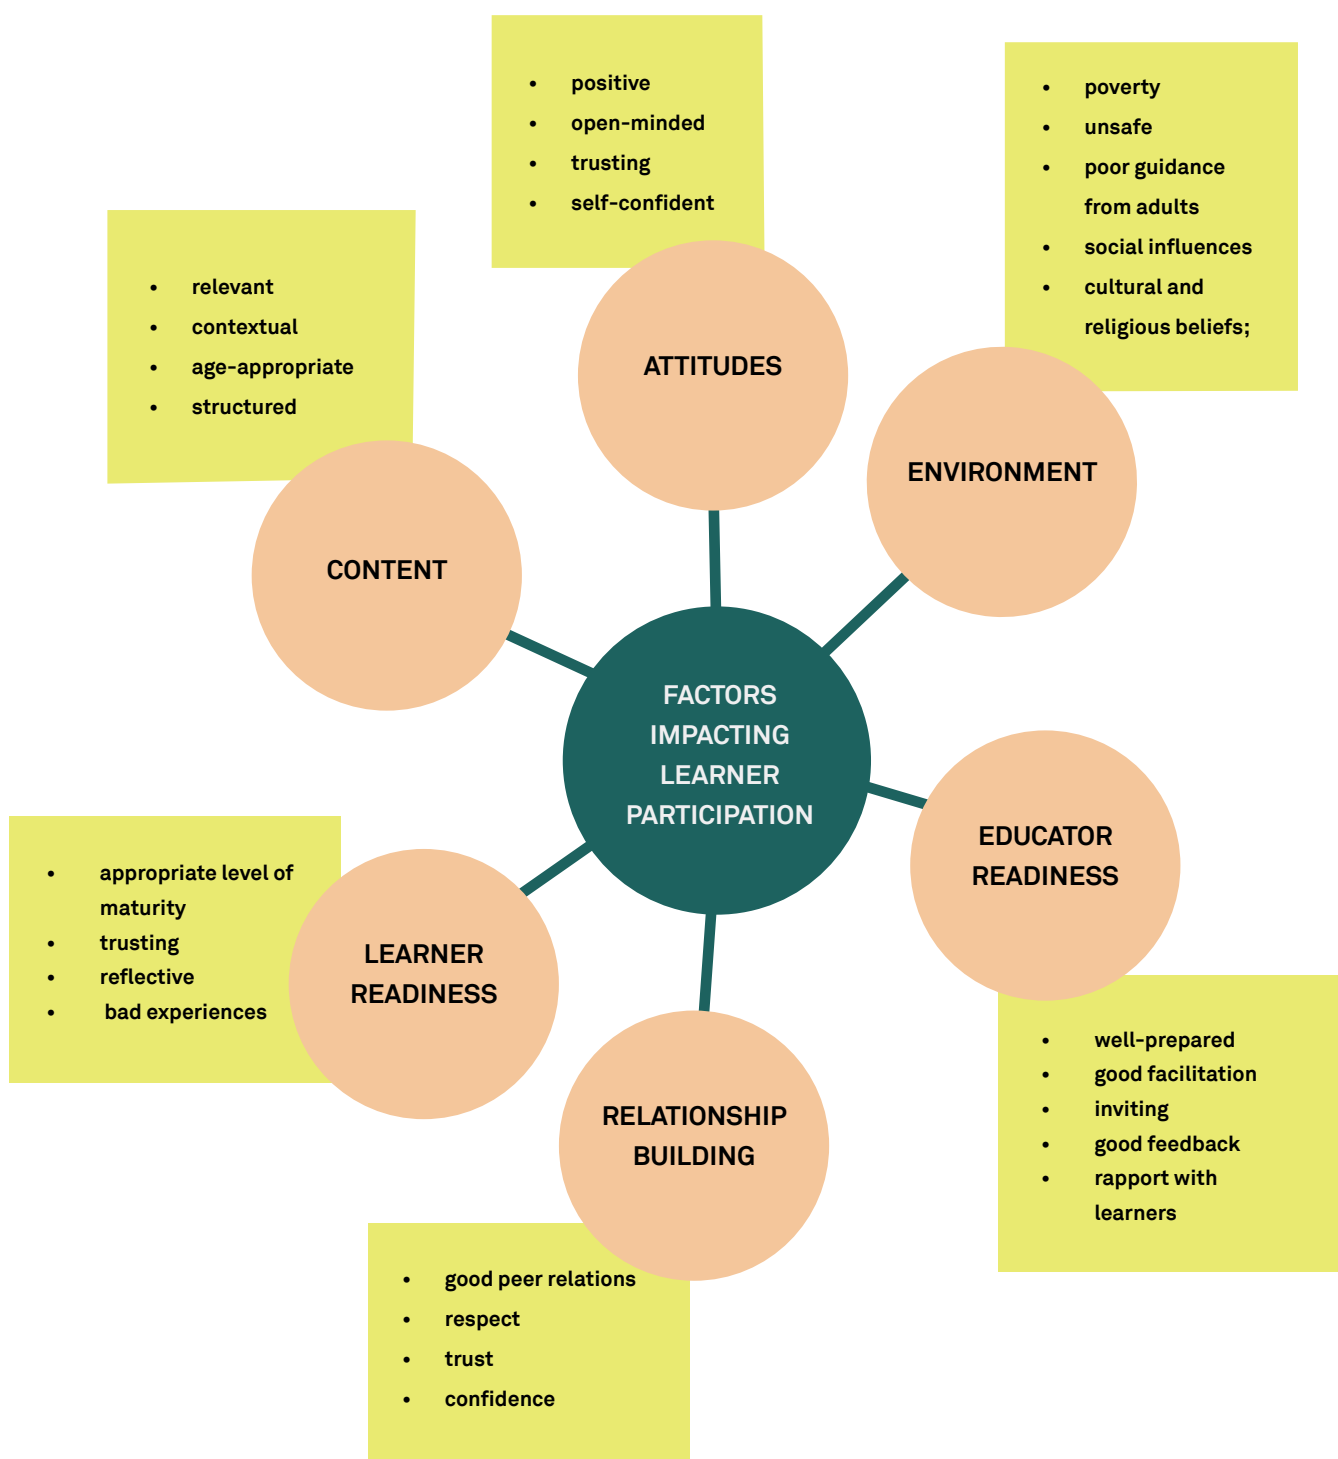 • positive
• open-minded
• trusting
• self-confident
ATTITUDES
• poverty
• unsafe
• poor guidance
from adults
• social influences
• cultural and
religious beliefs;
ENVIRONMENT
• relevant
• contextual
• age-appropriate
• structured
CONTENT
FACTORS
IMPACTING
LEARNER
PARTICIPATION
EDUCATOR
READINESS
• well-prepared
• good facilitation
• inviting
• good feedback
• rapport with
learners
• appropriate level of
maturity
• trusting
• reflective
• bad experiences
LEARNER
READINESS
RELATIONSHIP
BUILDING
• good peer relations
• respect
• trust
• confidence